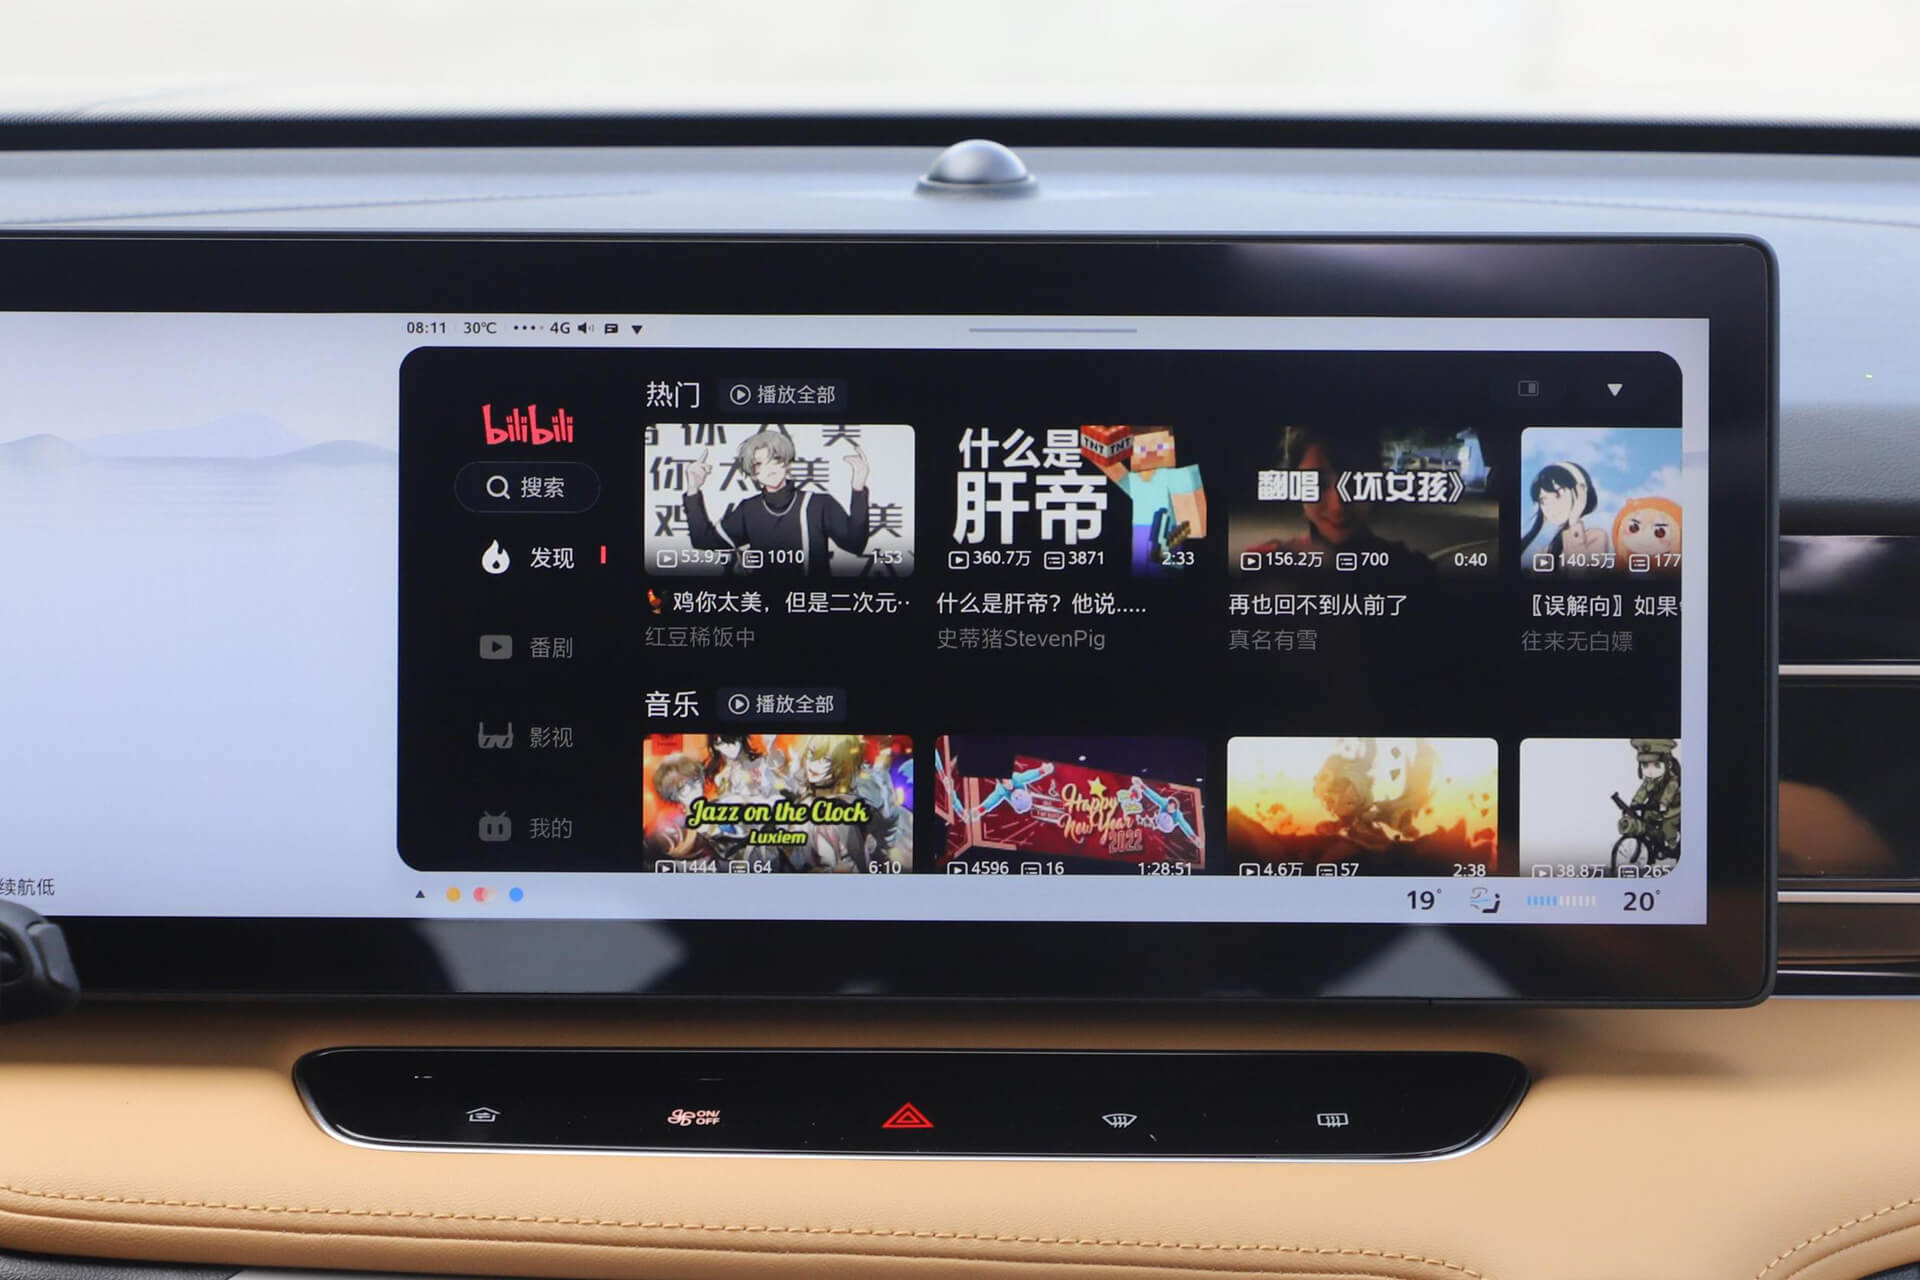 08:11 30℃ 4G
bilibili
搜索
发现
番剧
影视
我的
热门 播放全部
你太美
你太美
鸡你太美
53.9万 1010 1:53
🐓鸡你太美，但是二次元··
红豆稀饭中
什么是
肝帝
TNT TNT
360.7万 3871 2:33
什么是肝帝？他说.....
史蒂猪StevenPig
翻唱《坏女孩》
156.2万 700 0:40
再也回不到从前了
真名有雪
140.5万 177
〖误解向〗如果
往来无白嫖
音乐 播放全部
Jazz on the Clock
Luxiem
1444 64 6:10
Happy
New Year
2022
4596 16 1:28:51
4.6万 57 2:38
38.8万 265
续航低
19° 20°
ON/
OFF